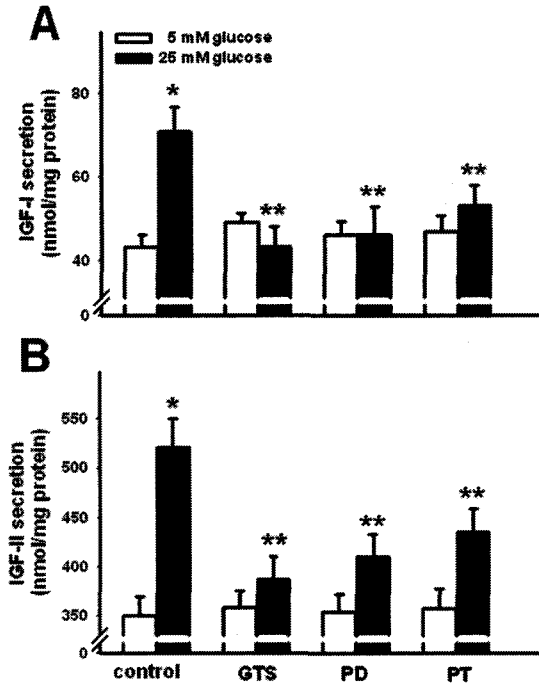 A
5 mM glucose
25 mM glucose
IGF-I secretion
(nmol/mg protein)
80
60
40
0
*
**
**
**
B
IGF-II secretion
(nmol/mg protein)
550
500
450
400
350
0
*
**
**
**
control GTS PD PT